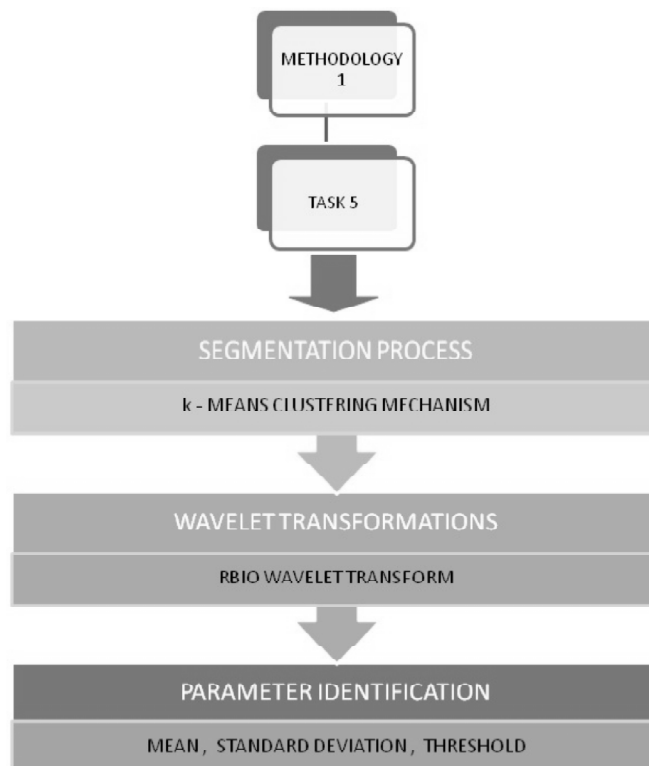 METHODOLOGY
1
TASK 5
SEGMENTATION PROCESS
k - MEANS CLUSTERING MECHANISM
WAVELET TRANSFORMATIONS
RBIO WAVELET TRANSFORM
PARAMETER IDENTIFICATION
MEAN , STANDARD DEVIATION , THRESHOLD